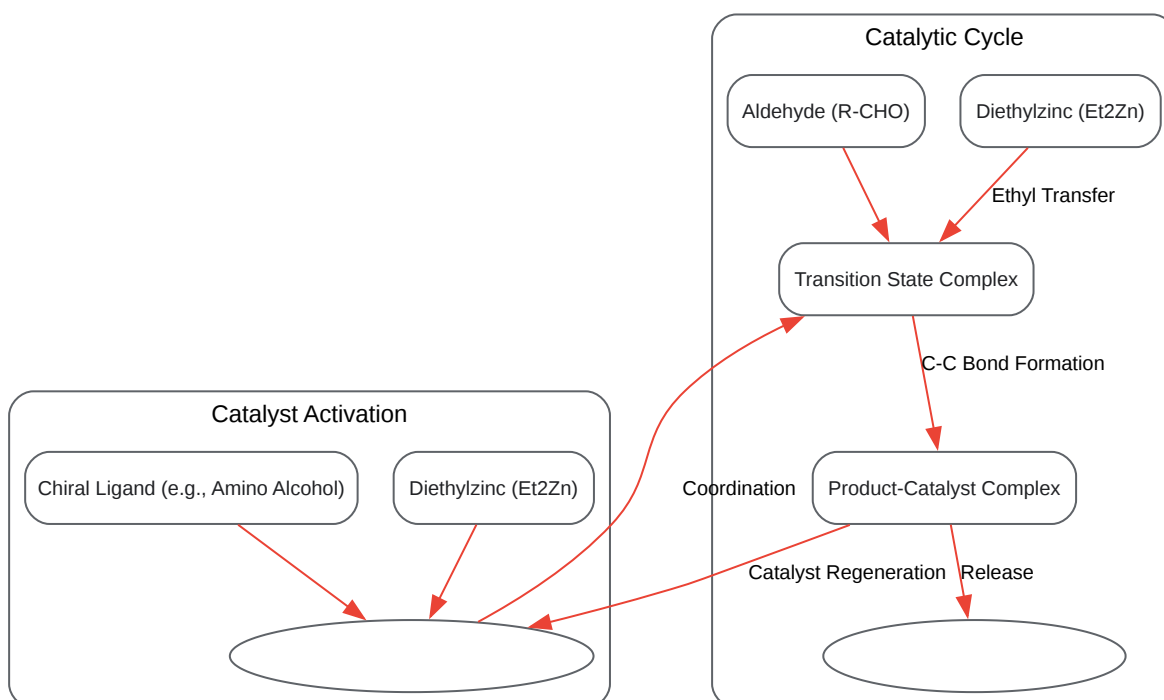 Catalytic Cycle
Aldehyde (R-CHO)
Diethylzinc (Et2Zn)
Ethyl Transfer
Transition State Complex
C-C Bond Formation
Catalyst Activation
Chiral Ligand (e.g., Amino Alcohol)
Diethylzinc (Et2Zn)
Coordination
Product-Catalyst Complex
Catalyst Regeneration
Release